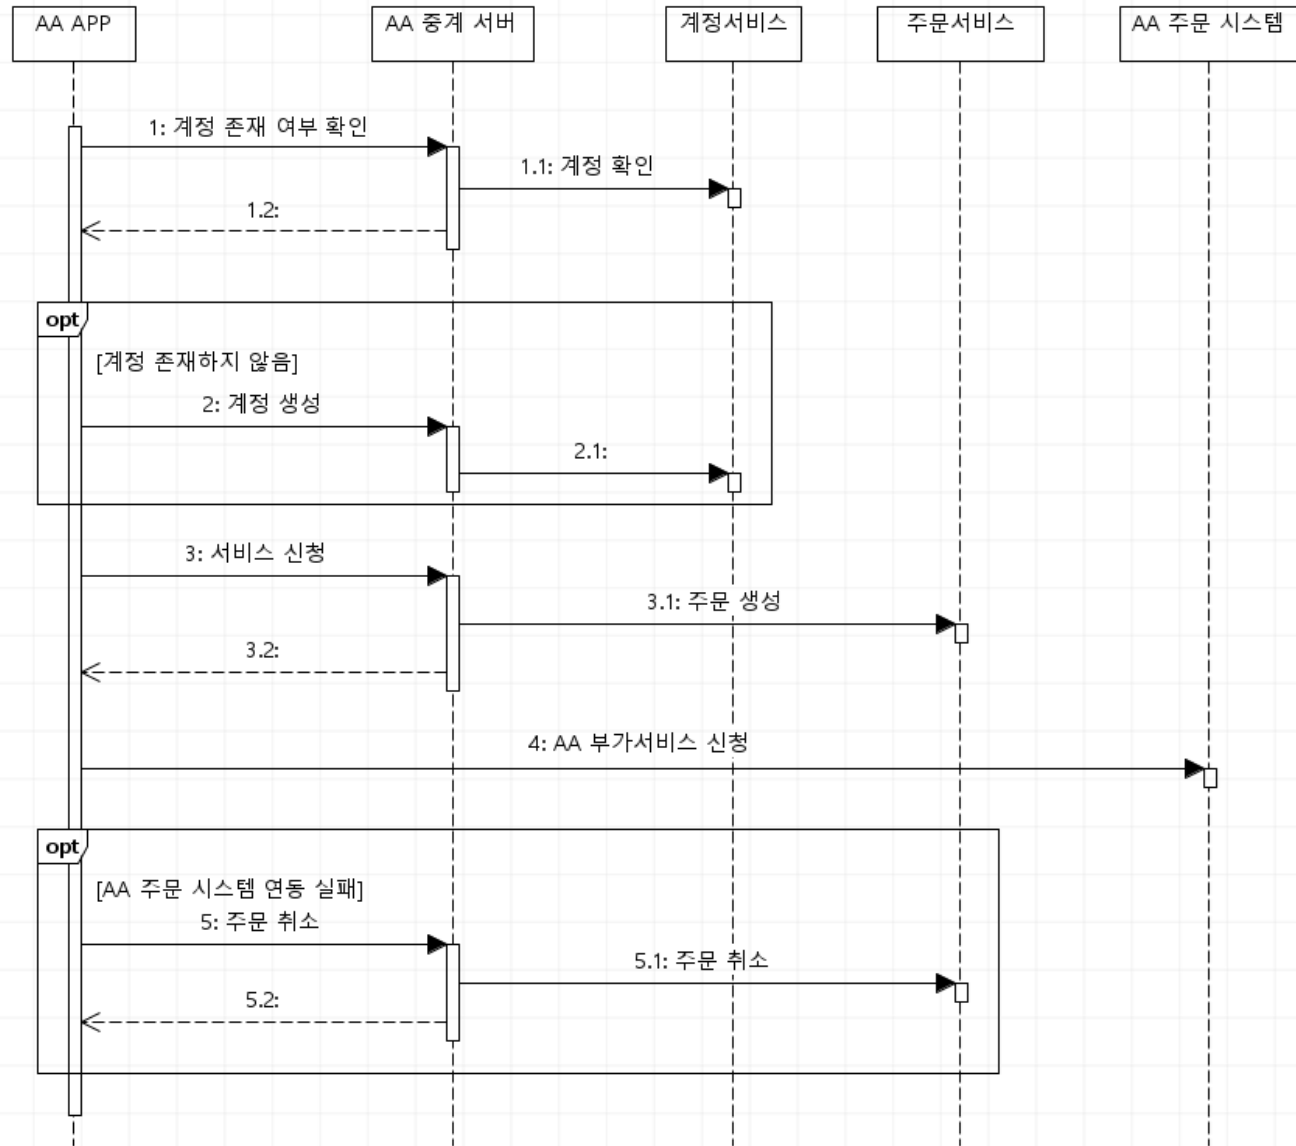 AA APP
AA 중계 서버
계정서비스
주문서비스
AA 주문 시스템
1: 계정 존재 여부 확인
1.1: 계정 확인
1.2:
opt
[계정 존재하지 않음]
2: 계정 생성
2.1:
3: 서비스 신청
3.1: 주문 생성
3.2:
4: AA 부가서비스 신청
opt
[AA 주문 시스템 연동 실패]
5: 주문 취소
5.1: 주문 취소
5.2: